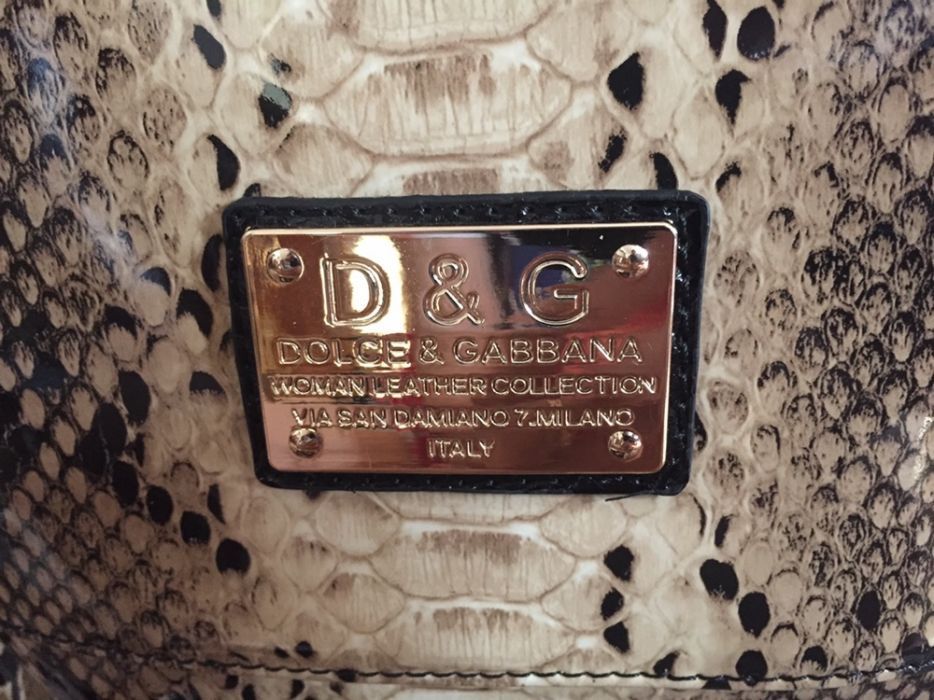 D & G
DOLCE & GABBANA
WOMAN LEATHER COLLECTION
VIA SAN DAMIANO 7.MILANO
ITALY